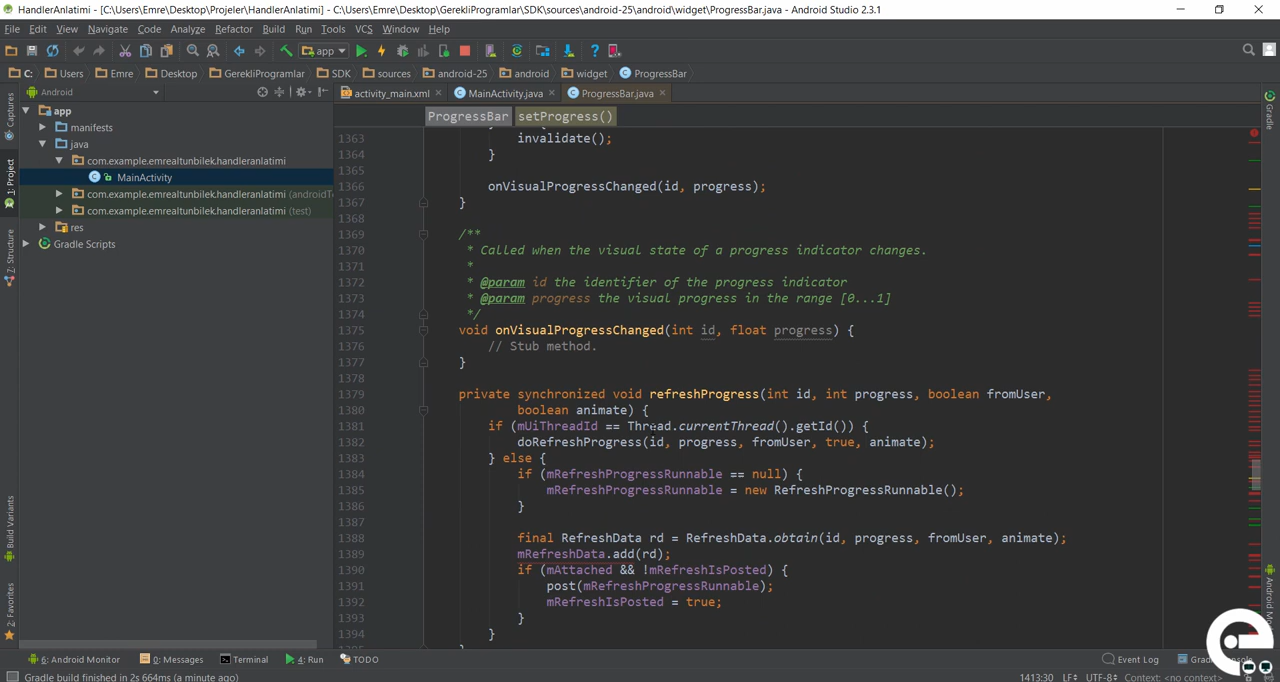 HandlerAnlatimi - [C:\Users\Emre\Desktop\Projeler\HandlerAnlatimi] - C:\Users\Emre\Desktop\GerekliProgramlar\SDK\sources\android-25\android\widget\ProgressBar.java - Android Studio 2.3.1
File Edit View Navigate Code Analyze Refactor Build Run Tools VCS Window Help
app
C: Users Emre Desktop GerekliProgramlar SDK sources android-25 android widget ProgressBar
Android
activity_main.xml MainActivity.java ProgressBar.java
ProgressBar setProgress()
app
manifests
java
com.example.emrealtunbilek.handleranlatimi
MainActivity
com.example.emrealtunbilek.handleranlatimi (androidTe
com.example.emrealtunbilek.handleranlatimi (test)
res
Gradle Scripts
Captures
1: Project
7: Structure
Build Variants
2: Favorites
1363 invalidate();
1364 }
1365
1366 onVisualProgressChanged(id, progress);
1367 }
1368
1369 /**
1370 * Called when the visual state of a progress indicator changes.
1371 *
1372 * @param id the identifier of the progress indicator
1373 * @param progress the visual progress in the range [0...1]
1374 */
1375 void onVisualProgressChanged(int id, float progress) {
1376 // Stub method.
1377 }
1378
1379 private synchronized void refreshProgress(int id, int progress, boolean fromUser,
1380 boolean animate) {
1381 if (mUiThreadId == Thread.currentThread().getId()) {
1382 doRefreshProgress(id, progress, fromUser, true, animate);
1383 } else {
1384 if (mRefreshProgressRunnable == null) {
1385 mRefreshProgressRunnable = new RefreshProgressRunnable();
1386 }
1387
1388 final RefreshData rd = RefreshData.obtain(id, progress, fromUser, animate);
1389 mRefreshData.add(rd);
1390 if (mAttached && !mRefreshIsPosted) {
1391 post(mRefreshProgressRunnable);
1392 mRefreshIsPosted = true;
1393 }
1394 }
Gradle
Android Mo
6: Android Monitor 0: Messages Terminal 4: Run TODO Event Log
Gradle build finished in 2s 664ms (a minute ago) 1413:30 LF UTF-8 Context: <no context>